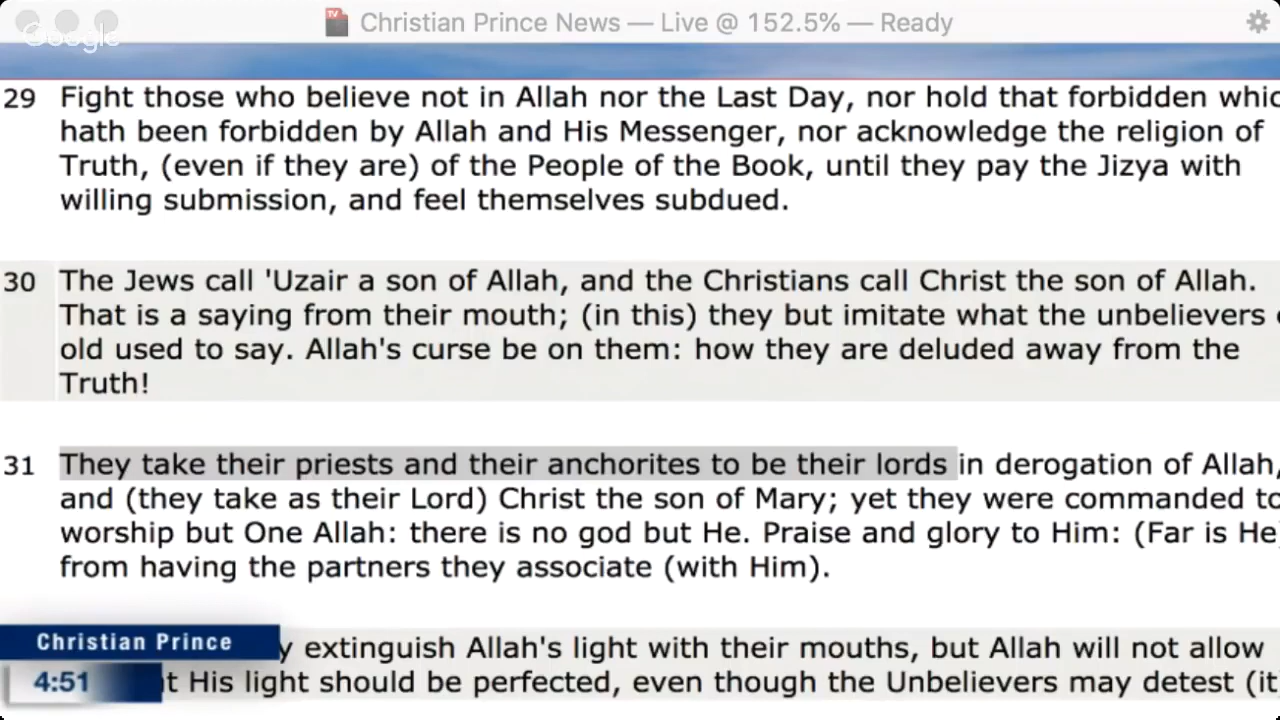 Christian Prince News — Live @ 152.5% — Ready
Google
29 Fight those who believe not in Allah nor the Last Day, nor hold that forbidden
hath been forbidden by Allah and His Messenger, nor acknowledge the religion of
Truth, (even if they are) of the People of the Book, until they pay the Jizya with
willing submission, and feel themselves subdued.
30 The Jews call 'Uzair a son of Allah, and the Christians call Christ the son of Allah.
That is a saying from their mouth; (in this) they but imitate what the unbelievers
old used to say. Allah's curse be on them: how they are deluded away from the
Truth!
31 They take their priests and their anchorites to be their lords in derogation of Allah,
and (they take as their Lord) Christ the son of Mary; yet they were commanded to
worship but One Allah: there is no god but He. Praise and glory to Him: (Far is He)
from having the partners they associate (with Him).
extinguish Allah's light with their mouths, but Allah will not allow
His light should be perfected, even though the Unbelievers may detest (it
Christian Prince
4:51
TV